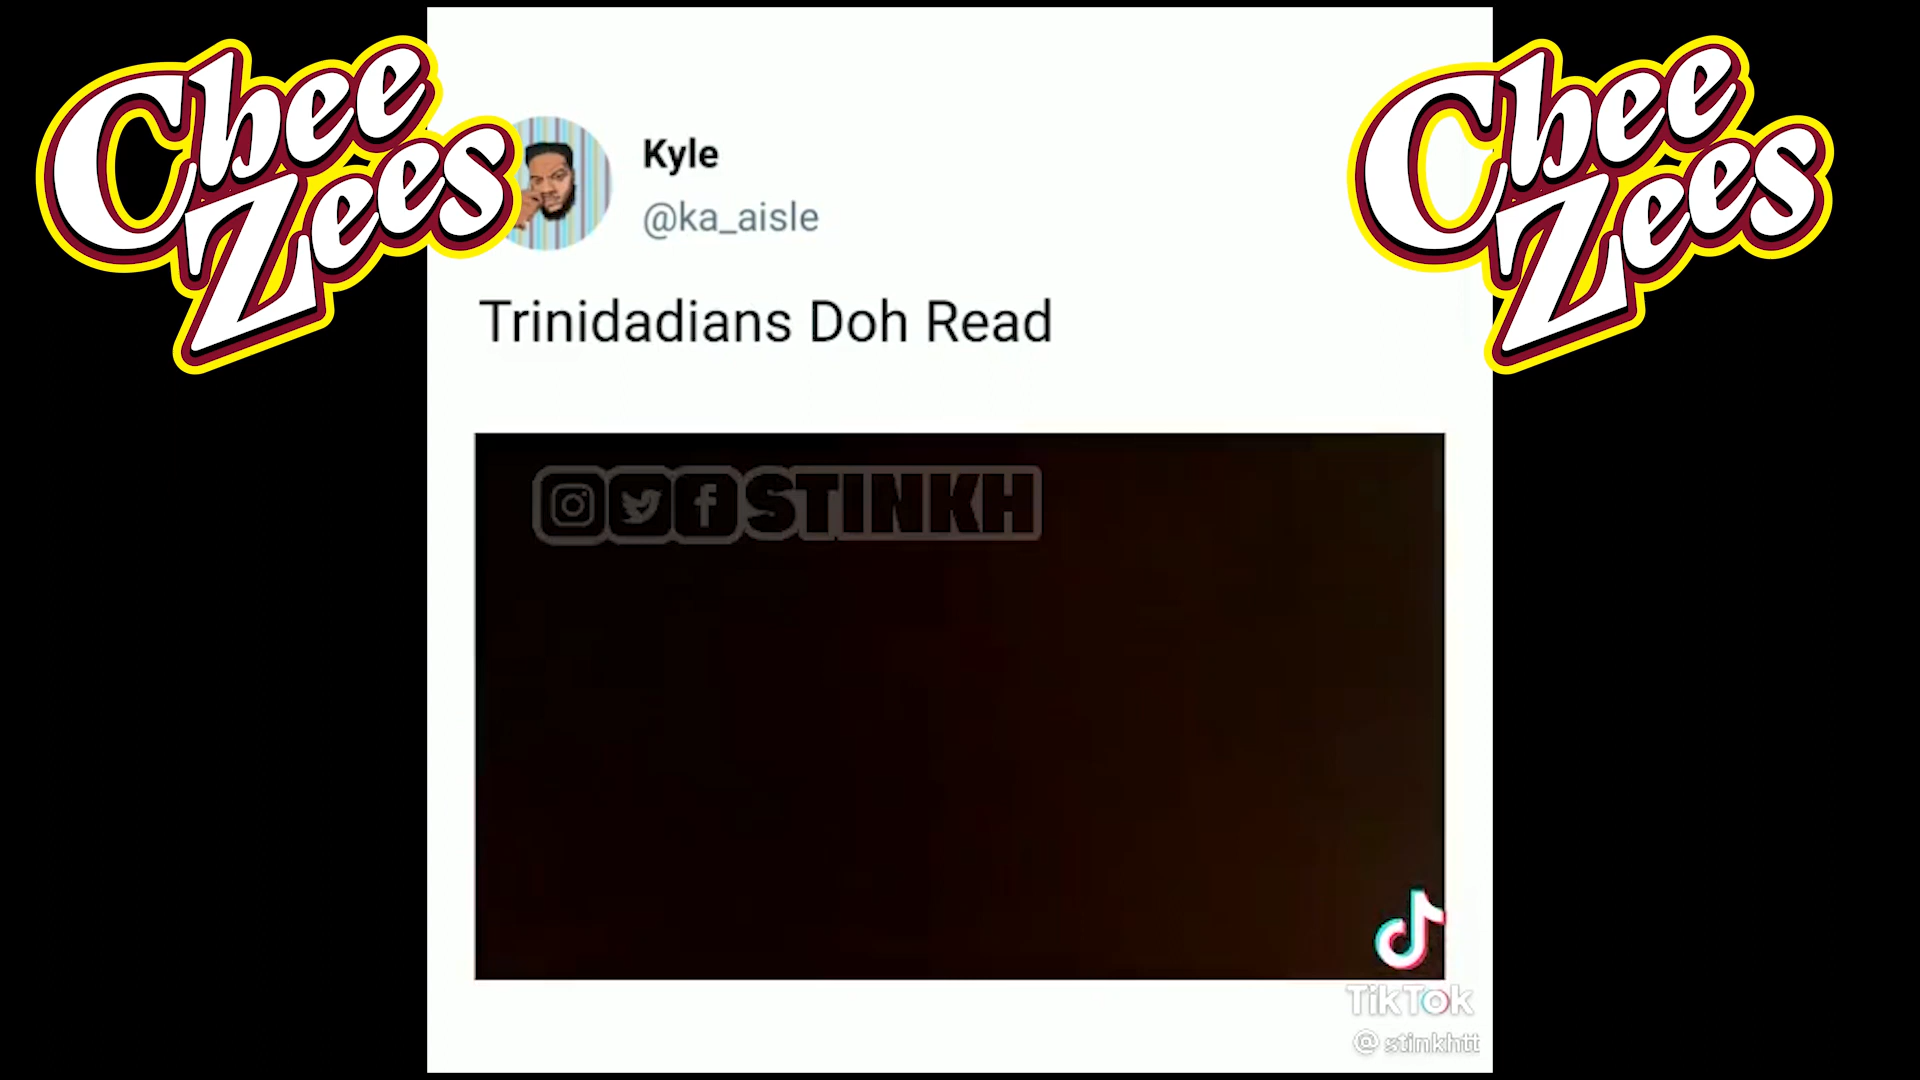 Chee
Zees
Chee
Zees
Kyle
@ka_aisle
Trinidadians Doh Read
STINKH
TikTok
@ stinkhtt